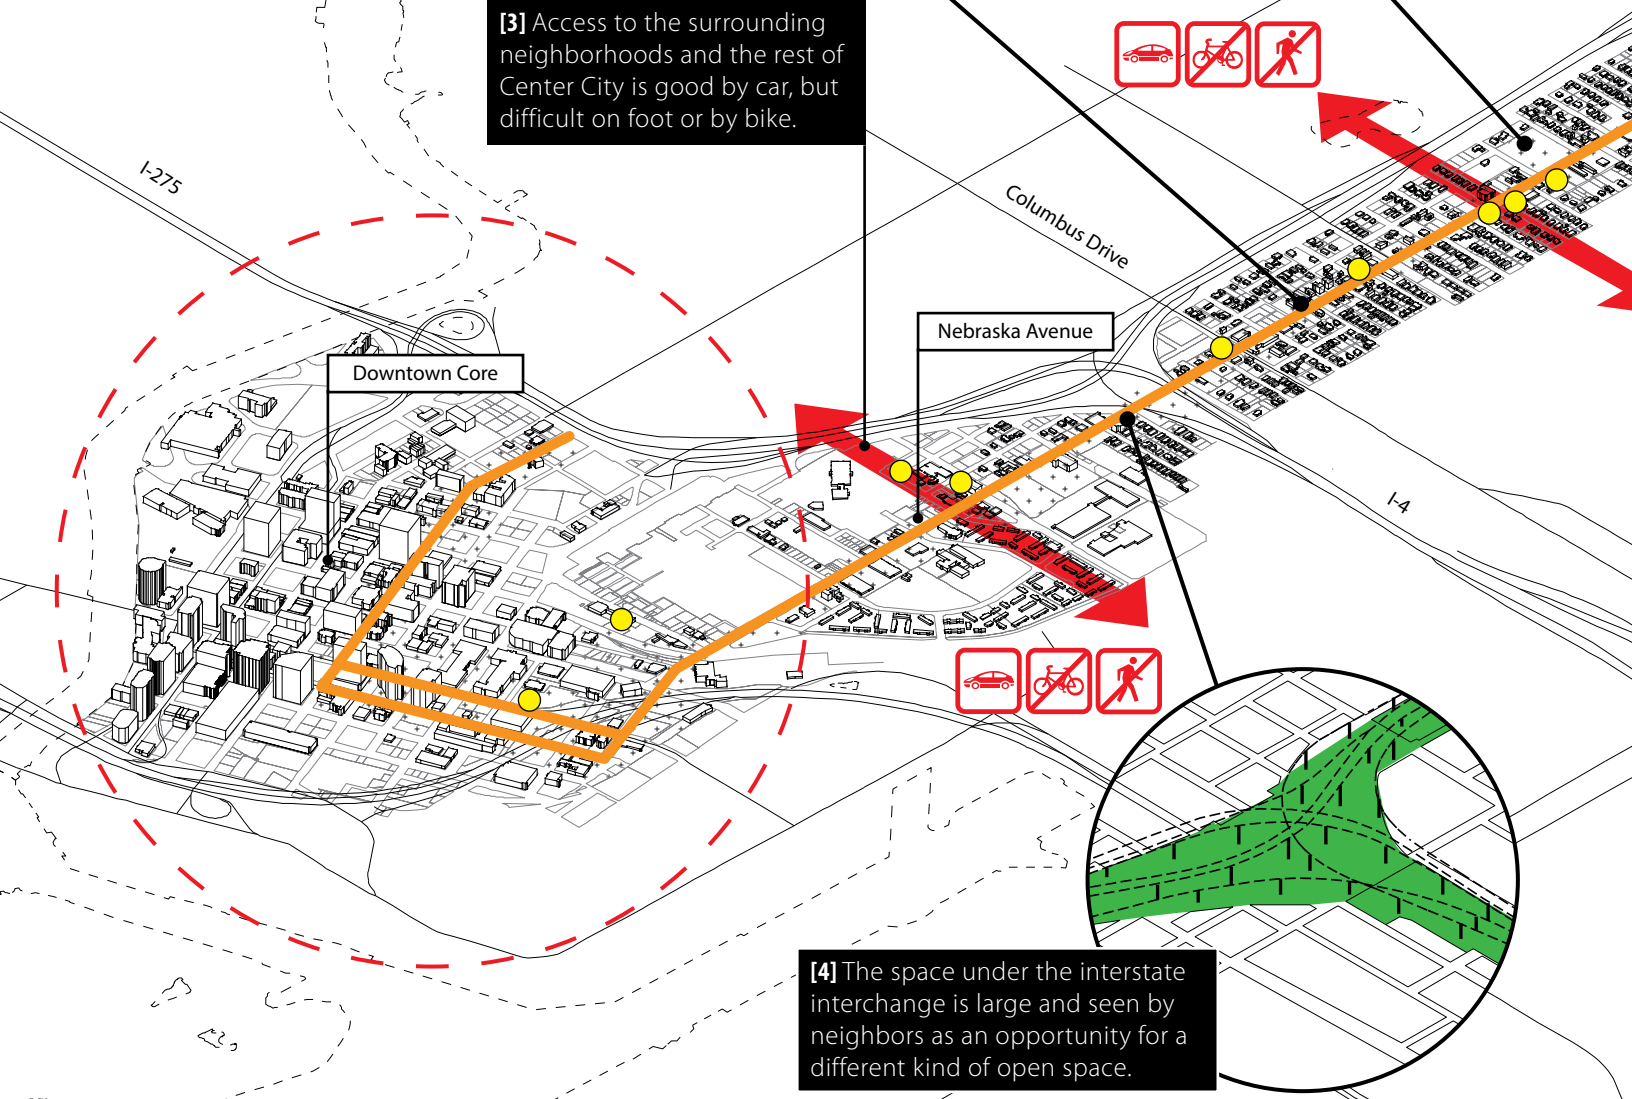 [3] Access to the surrounding
neighborhoods and the rest of
Center City is good by car, but
difficult on foot or by bike.
I-275
Columbus Drive
Nebraska Avenue
Downtown Core
I-4
[4] The space under the interstate
interchange is large and seen by
neighbors as an opportunity for a
different kind of open space.